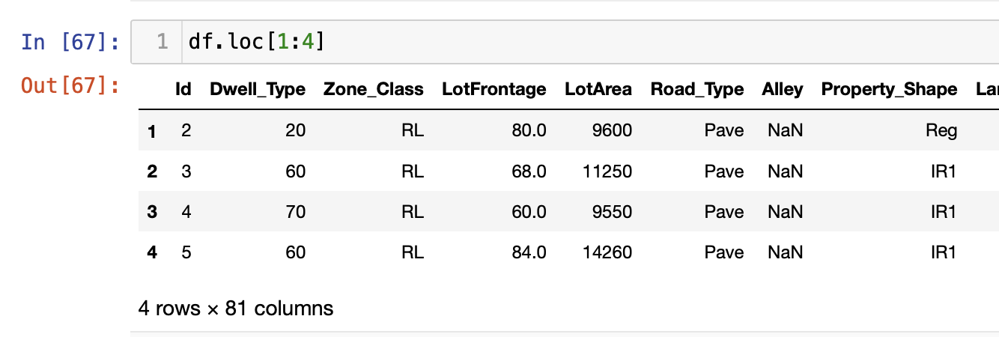 In [67]: 1 df.loc[1:4]
Out[67]:
Id Dwell_Type Zone_Class LotFrontage LotArea Road_Type Alley Property_Shape Lar
1 2 20 RL 80.0 9600 Pave NaN Reg
2 3 60 RL 68.0 11250 Pave NaN IR1
3 4 70 RL 60.0 9550 Pave NaN IR1
4 5 60 RL 84.0 14260 Pave NaN IR1
4 rows × 81 columns